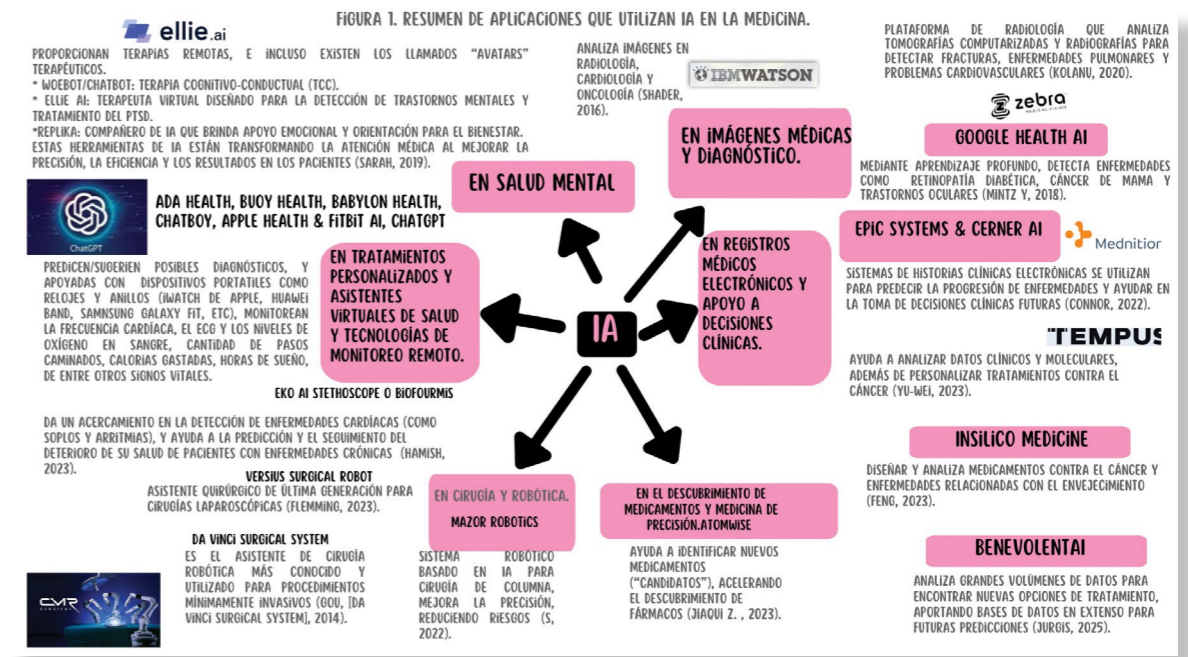 FIGURA 1. RESUMEN DE APLICACIONES QUE UTILIZAN IA EN LA MEDICINA.
ellie.ai
PROPORCIONAN TERAPIAS REMOTAS, E INCLUSO EXISTEN LOS LLAMADOS “AVATARS”
TERAPÉUTICOS.
* WOEBOT/CHATBOT: TERAPIA COGNITIVO-CONDUCTUAL (TCC).
* ELLIE AI: TERAPEUTA VIRTUAL DISEÑADO PARA LA DETECCIÓN DE TRASTORNOS MENTALES Y
TRATAMIENTO DEL PTSD.
*REPLIKA: COMPAÑERO DE IA QUE BRINDA APOYO EMOCIONAL Y ORIENTACIÓN PARA EL BIENESTAR.
ESTAS HERRAMIENTAS DE IA ESTÁN TRANSFORMANDO LA ATENCIÓN MÉDICA AL MEJORAR LA
PRECISIÓN, LA EFICIENCIA Y LOS RESULTADOS EN LOS PACIENTES (SARAH, 2019).
EN SALUD MENTAL
ANALIZA IMÁGENES EN
RADIOLOGÍA,
CARDIOLOGÍA Y
ONCOLOGÍA (SHADER,
2016).
IBMWATSON
EN IMÁGENES MÉDICAS
Y DIAGNÓSTICO.
PLATAFORMA DE RADIOLOGÍA QUE ANALIZA
TOMOGRAFÍAS COMPUTARIZADAS Y RADIOGRAFÍAS PARA
DETECTAR FRACTURAS, ENFERMEDADES PULMONARES Y
PROBLEMAS CARDIOVASCULARES (KOLANU, 2020).
zebra
MEDICAL VISION
GOOGLE HEALTH AI
MEDIANTE APRENDIZAJE PROFUNDO, DETECTA ENFERMEDADES
COMO RETINOPATÍA DIABÉTICA, CÁNCER DE MAMA Y
TRASTORNOS OCULARES (MINTZ Y, 2018).
ChatGPT
ADA HEALTH, BUOY HEALTH, BABYLON HEALTH,
CHATBOY, APPLE HEALTH & FITBIT AI, CHATGPT
PREDICEN/SUGERIEN POSIBLES DIAGNÓSTICOS, Y
APOYADAS CON DISPOSITIVOS PORTATILES COMO
RELOJES Y ANILLOS (IWATCH DE APPLE, HUAWEI
BAND, SAMSUNG GALAXY FIT, ETC), MONITOREAN
LA FRECUENCIA CARDÍACA, EL ECG Y LOS NIVELES DE
OXÍGENO EN SANGRE, CANTIDAD DE PASOS
CAMINADOS, CALORIAS GASTADAS, HORAS DE SUEÑO,
DE ENTRE OTROS SIGNOS VITALES.
EN TRATAMIENTOS
PERSONALIZADOS Y
ASISTENTES
VIRTUALES DE SALUD
Y TECNOLOGÍAS DE
MONITOREO REMOTO.
IA
EN REGISTROS
MÉDICOS
ELECTRÓNICOS Y
APOYO A
DECISIONES
CLÍNICAS.
EPIC SYSTEMS & CERNER AI
Mednition
SISTEMAS DE HISTORIAS CLÍNICAS ELECTRÓNICAS SE UTILIZAN
PARA PREDECIR LA PROGRESIÓN DE ENFERMEDADES Y AYUDAR EN
LA TOMA DE DECISIONES CLÍNICAS FUTURAS (CONNOR, 2022).
TEMPUS
AYUDA A ANALIZAR DATOS CLÍNICOS Y MOLECULARES,
ADEMÁS DE PERSONALIZAR TRATAMIENTOS CONTRA EL
CÁNCER (YU-WEI, 2023).
EKO AI STETHOSCOPE O BIOFOURMIS
DA UN ACERCAMIENTO EN LA DETECCIÓN DE ENFERMEDADES CARDÍACAS (COMO
SOPLOS Y ARRITMIAS), Y AYUDA A LA PREDICCIÓN Y EL SEGUIMIENTO DEL
DETERIORO DE SU SALUD DE PACIENTES CON ENFERMEDADES CRÓNICAS (HAMISH,
2023).
VERSIUS SURGICAL ROBOT
ASISTENTE QUIRÚRGICO DE ÚLTIMA GENERACIÓN PARA
CIRUGÍAS LAPAROSCÓPICAS (FLEMMING, 2023).
DA VINCI SURGICAL SYSTEM
ES EL ASISTENTE DE CIRUGÍA
ROBÓTICA MÁS CONOCIDO Y
UTILIZADO PARA PROCEDIMIENTOS
MÍNIMAMENTE INVASIVOS (GOU, [DA
VINCI SURGICAL SYSTEM], 2014).
CMR
SURGICAL
EN CIRUGÍA Y ROBÓTICA.
MAZOR ROBOTICS
SISTEMA ROBÓTICO
BASADO EN IA PARA
CIRUGÍA DE COLUMNA,
MEJORA LA PRECISIÓN,
REDUCIENDO RIESGOS (S,
2022).
EN EL DESCUBRIMIENTO DE
MEDICAMENTOS Y MEDICINA DE
PRECISIÓN.ATOMWISE
AYUDA A IDENTIFICAR NUEVOS
MEDICAMENTOS
(“CANDIDATOS”), ACELERANDO
EL DESCUBRIMIENTO DE
FÁRMACOS (JIAQUI Z. , 2023).
INSILICO MEDICINE
DISEÑAR Y ANALIZA MEDICAMENTOS CONTRA EL CÁNCER Y
ENFERMEDADES RELACIONADAS CON EL ENVEJECIMIENTO
(FENG, 2023).
BENEVOLENTAI
ANALIZA GRANDES VOLÚMENES DE DATOS PARA
ENCONTRAR NUEVAS OPCIONES DE TRATAMIENTO,
APORTANDO BASES DE DATOS EN EXTENSO PARA
FUTURAS PREDICCIONES (JURGIS, 2025).